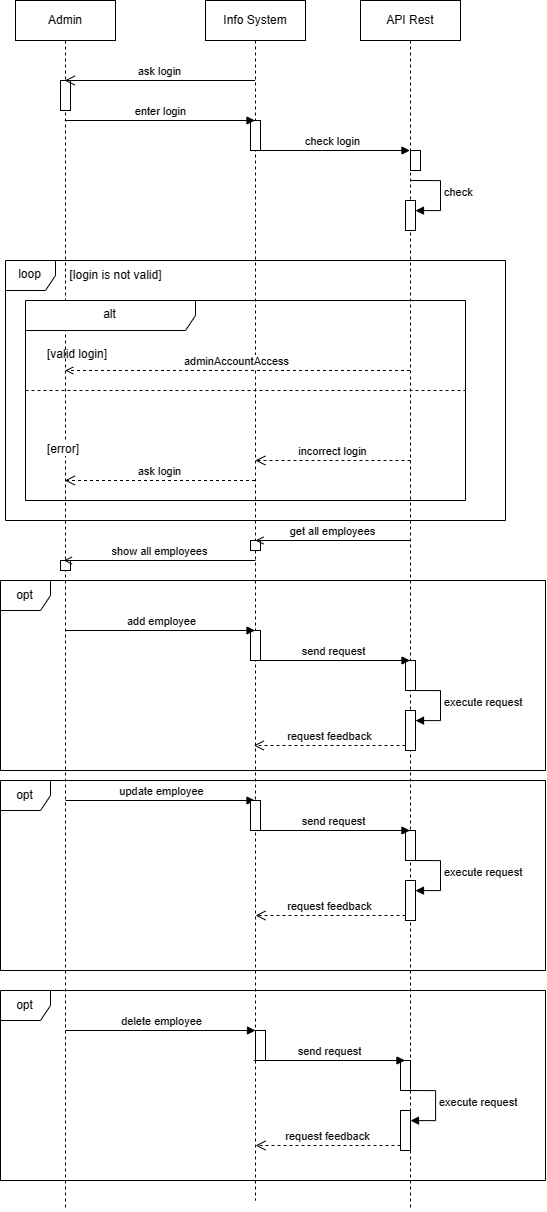 Admin
Info System
API Rest
ask login
enter login
check login
check
loop
[login is not valid]
alt
[valid login]
adminAccountAccess
[error]
incorrect login
ask login
get all employees
show all employees
opt
add employee
send request
execute request
request feedback
opt
update employee
send request
execute request
request feedback
opt
delete employee
send request
execute request
request feedback